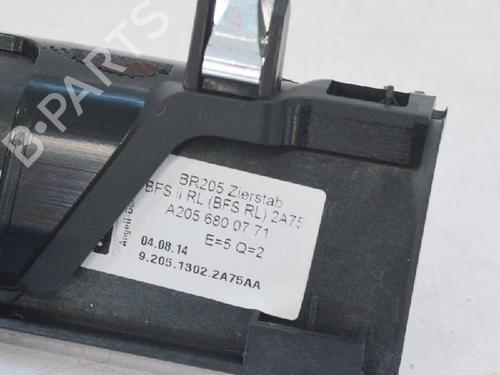 B-PARTS
BR205 Zierstab
BFS II RL (BFS RL) 2A75
A205 680 07 71
E=5 Q=2
04.08.14
9.205.1302.2A75AA